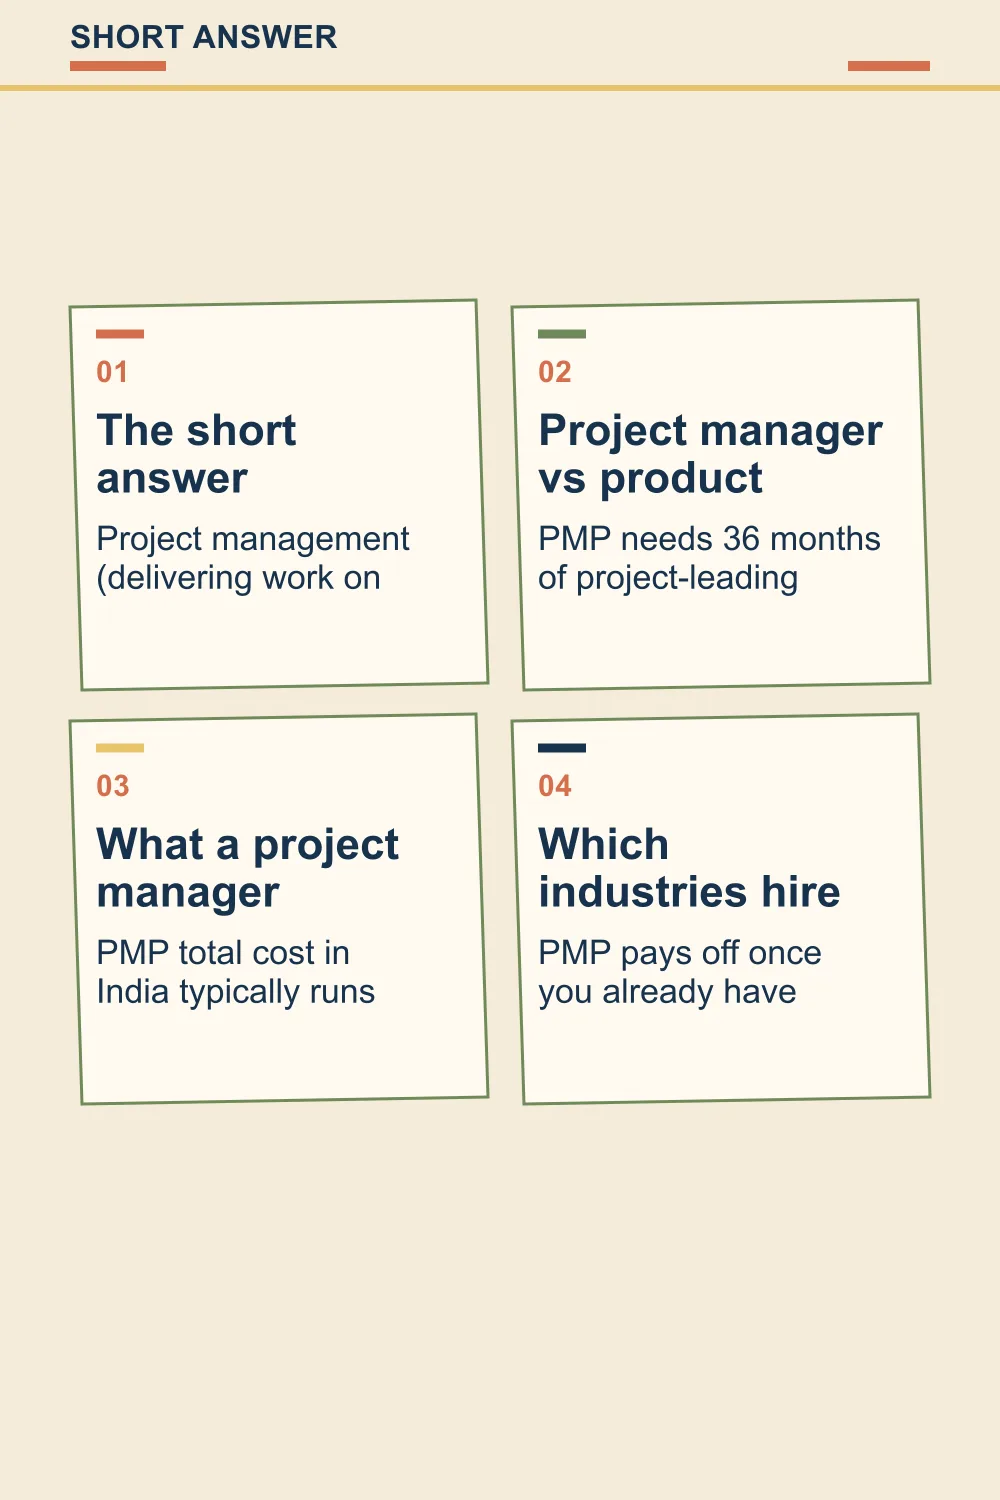 SHORT ANSWER
01
The short
answer
Project management
(delivering work on
02
Project manager
vs product
PMP needs 36 months
of project-leading
03
What a project
manager
PMP total cost in
India typically runs
04
Which
industries hire
PMP pays off once
you already have